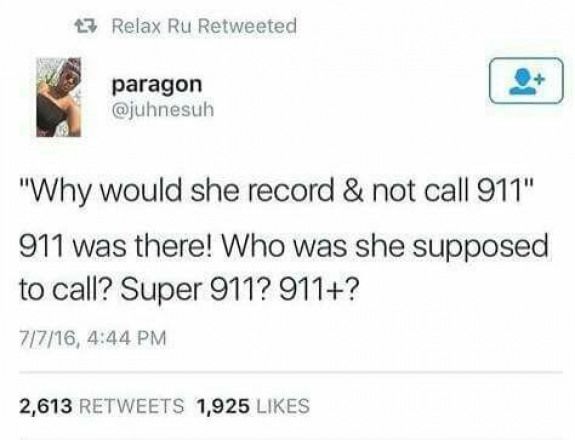 Relax Ru Retweeted
paragon
@juhnesuh
"Why would she record & not call 911"
911 was there! Who was she supposed
to call? Super 911? 911+?
7/7/16, 4:44 PM
2,613 RETWEETS 1,925 LIKES